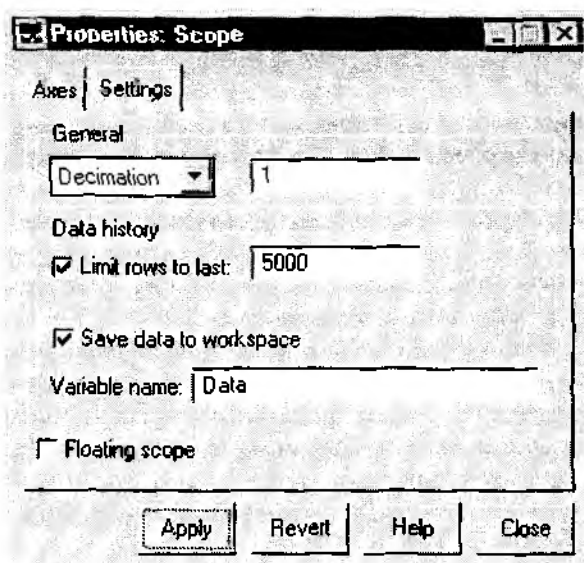 Properties: Scope
Axes Settings
General
Decimation 1
Data history
Limit rows to last: 5000
Save data to workspace
Variable name: Data
Floating scope
Apply Revert Help Close